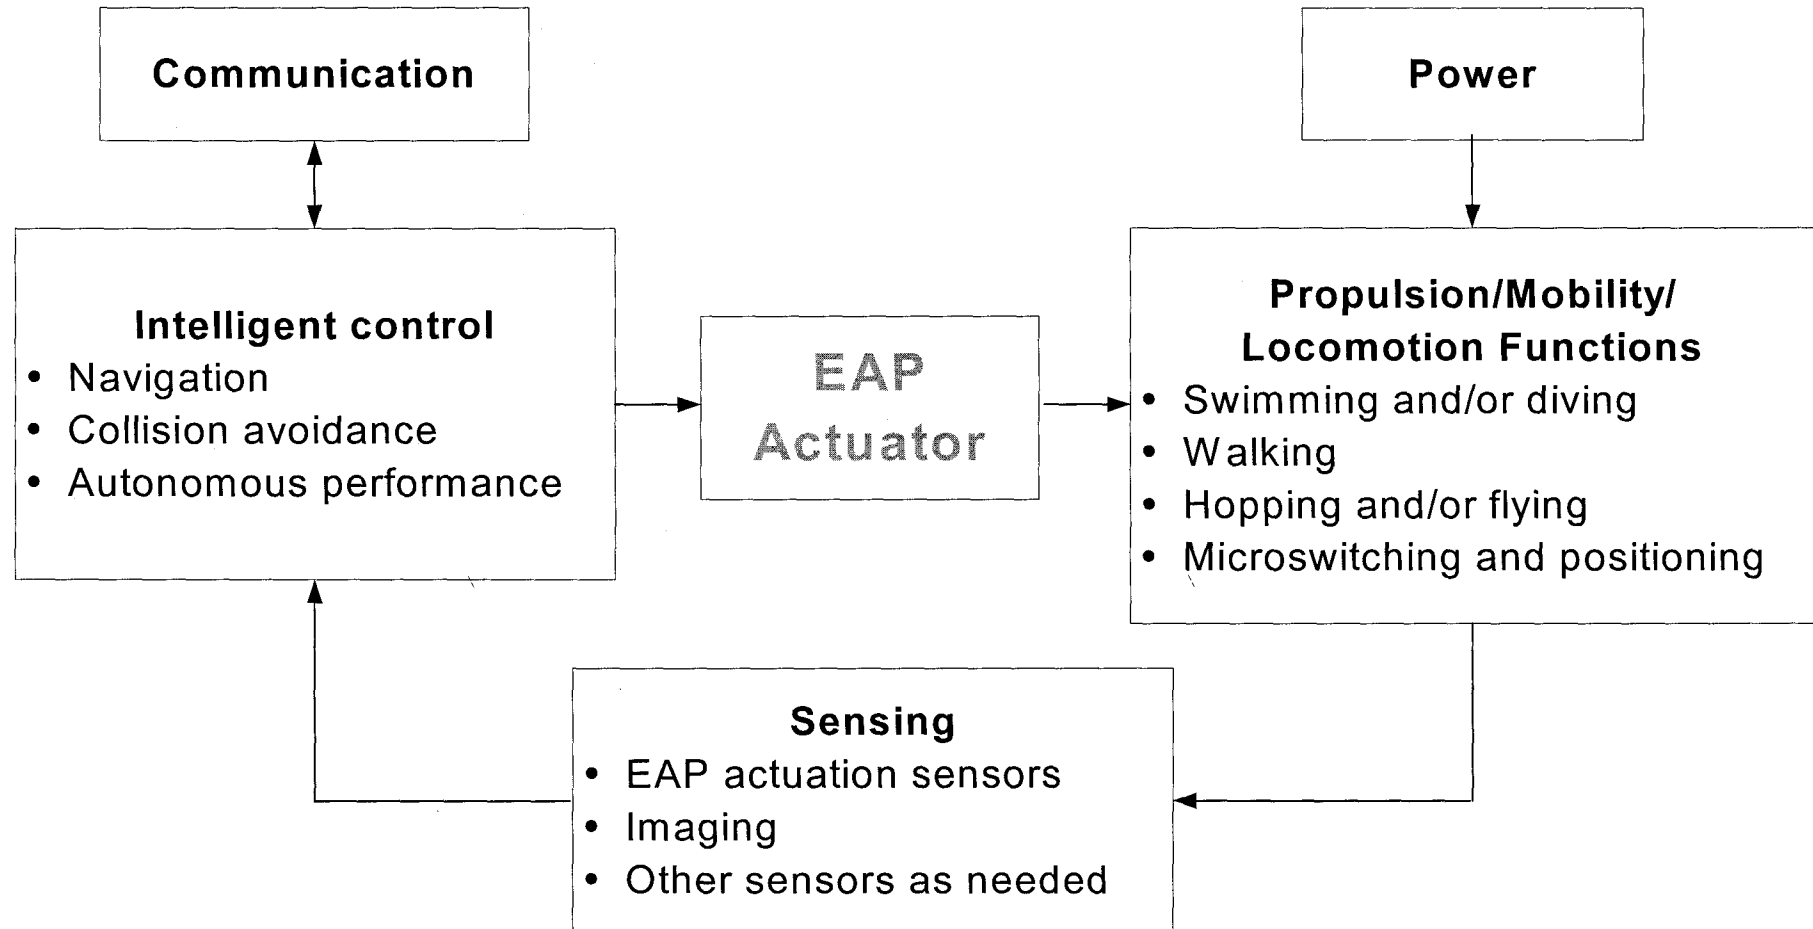 Communication
Power
Intelligent control
• Navigation
• Collision avoidance
• Autonomous performance
EAP
Actuator
Propulsion/Mobility/
Locomotion Functions
• Swimming and/or diving
• Walking
• Hopping and/or flying
• Microswitching and positioning
Sensing
• EAP actuation sensors
• Imaging
• Other sensors as needed